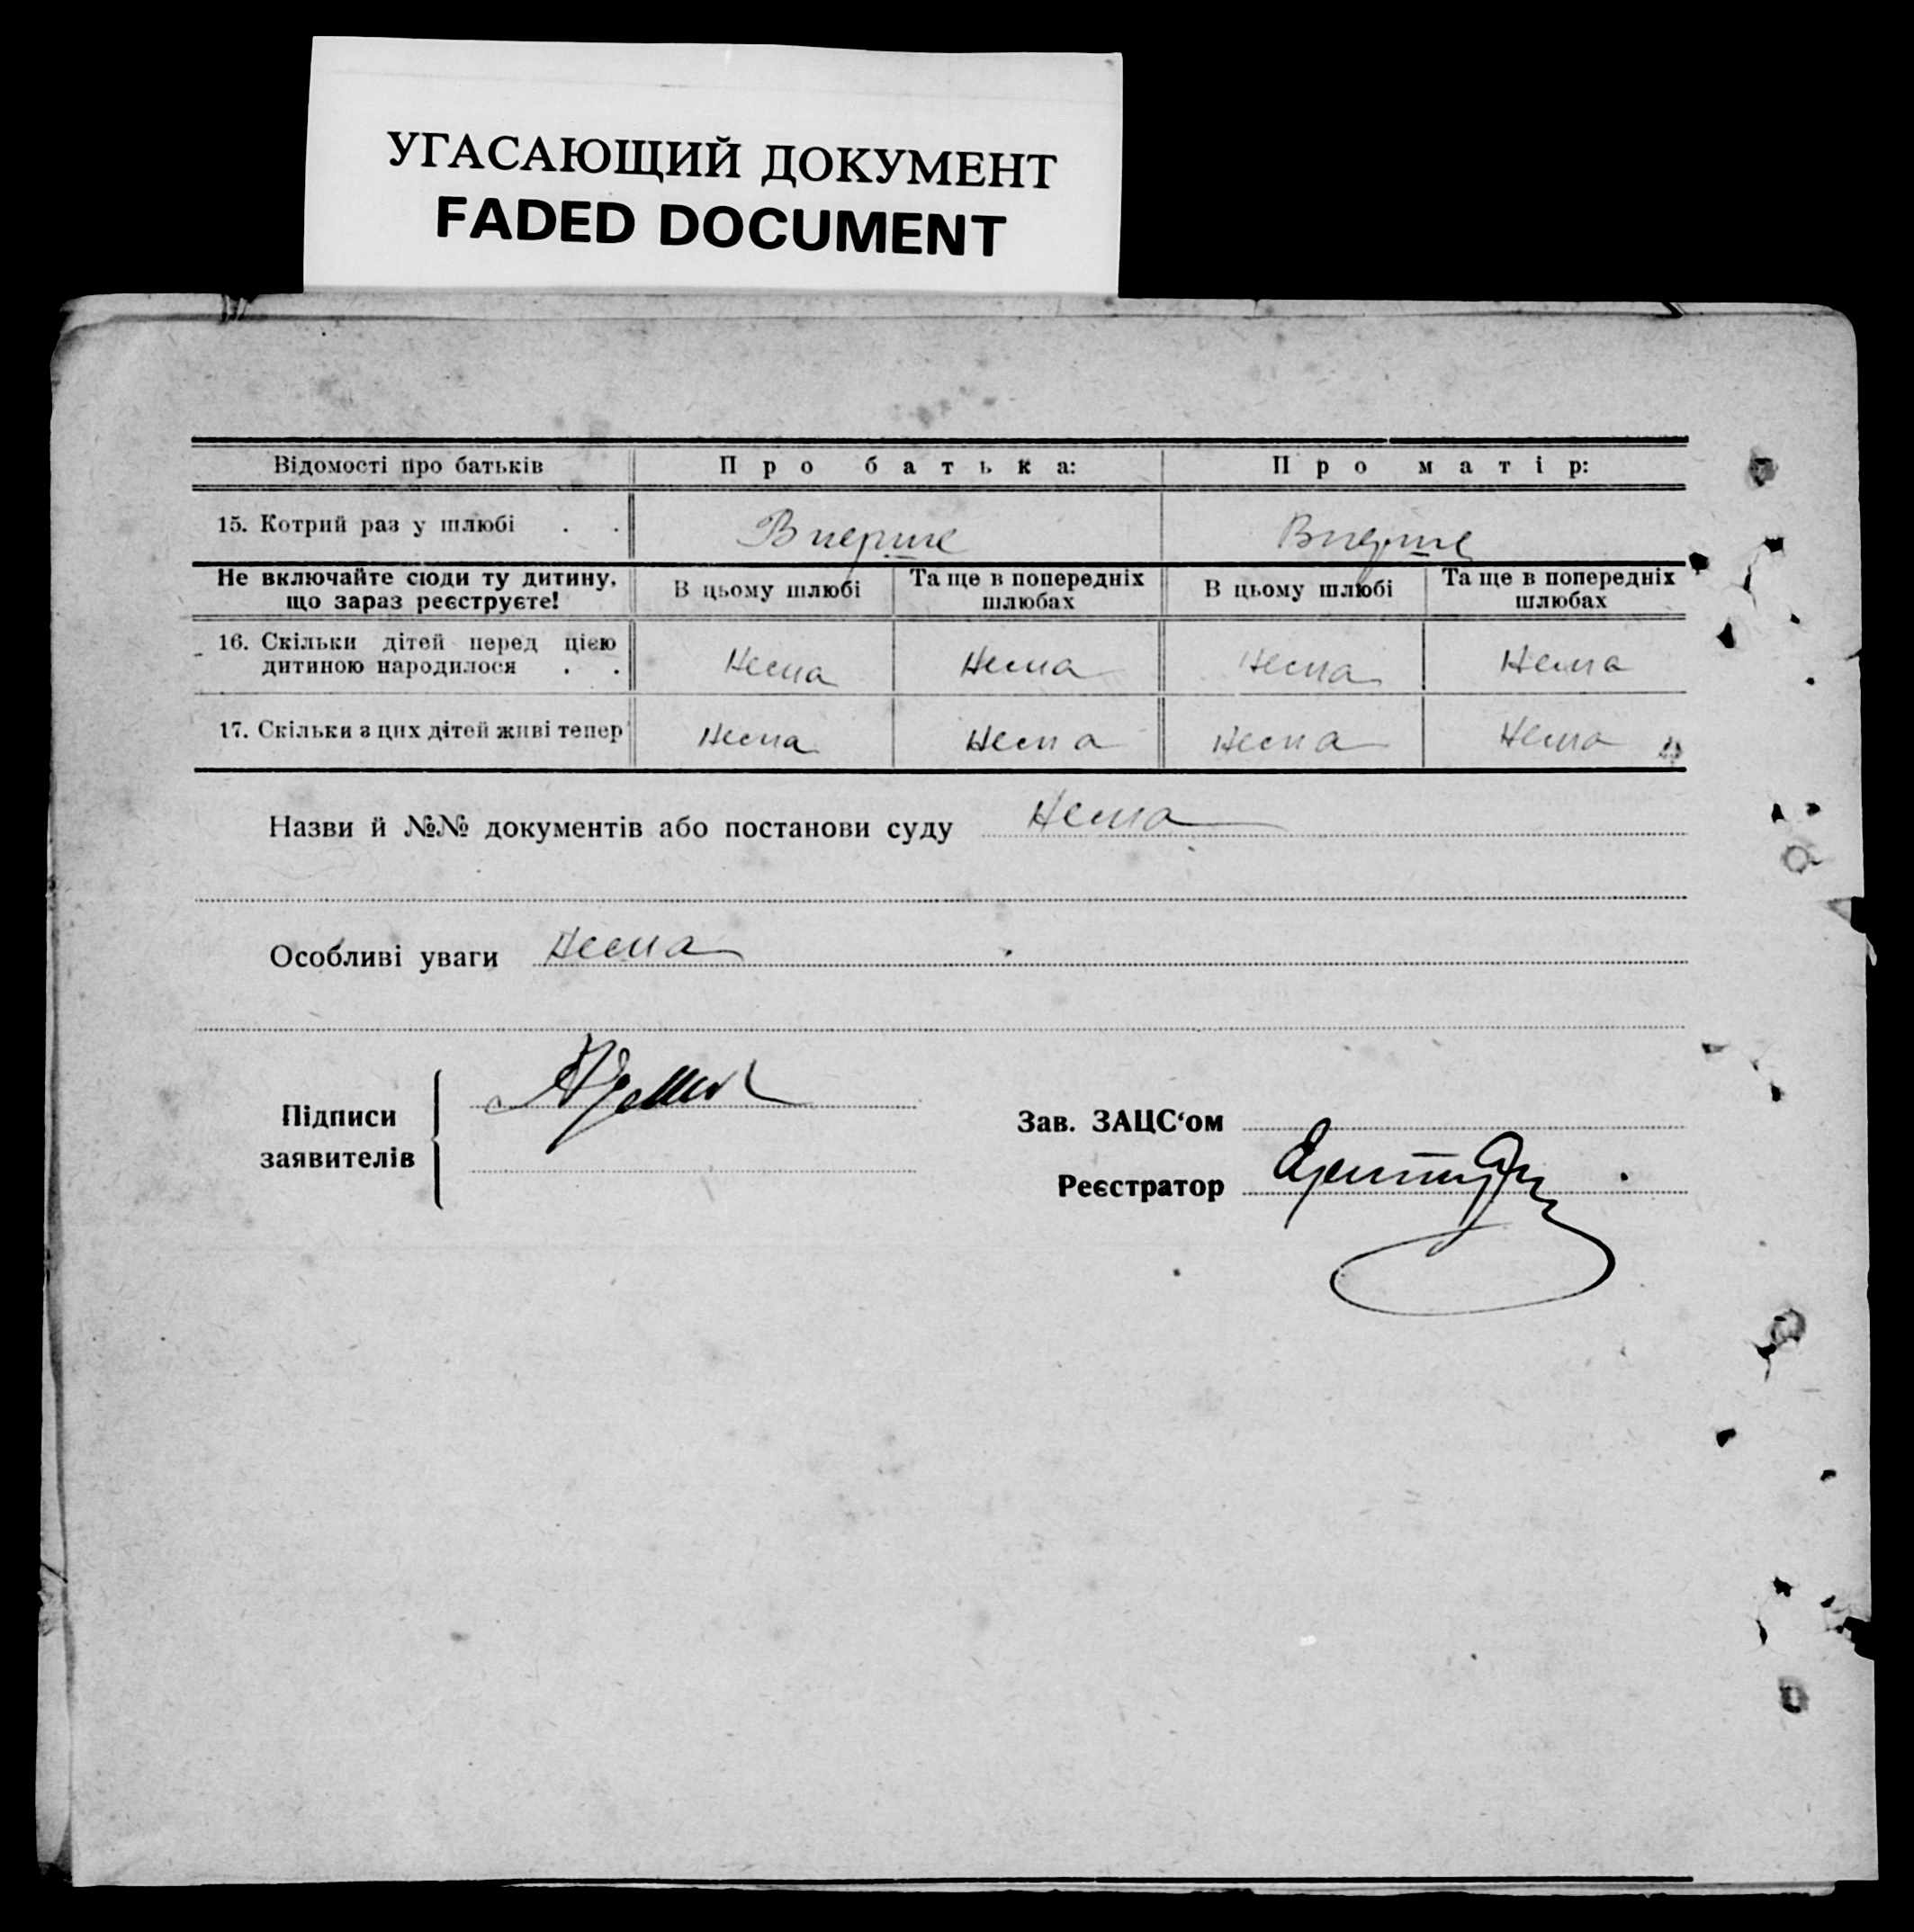 УГАСАЮЩИЙ ДОКУМЕНТ
FADED DOCUMENT
Відомості про батьків Про батька: Про матір:
15. Котрий раз у шлюбі . . Вперше Вперше
Не включайте сюди ту дитину, що зараз реєструєте! В цьому шлюбі Та ще в попередніх шлюбах В цьому шлюбі Та ще в попередніх шлюбах
16. Скільки дітей перед цією
дитиною народилося . . Нема Нема Нема Нема
17. Скільки з цих дітей живі тепер Нема Нема Нема Нема
Назви й №№ документів або постанови суду Нема
Особливі уваги Нема
Підписи
заявителів
Зав. ЗАЦС‘ом
Реєстратор